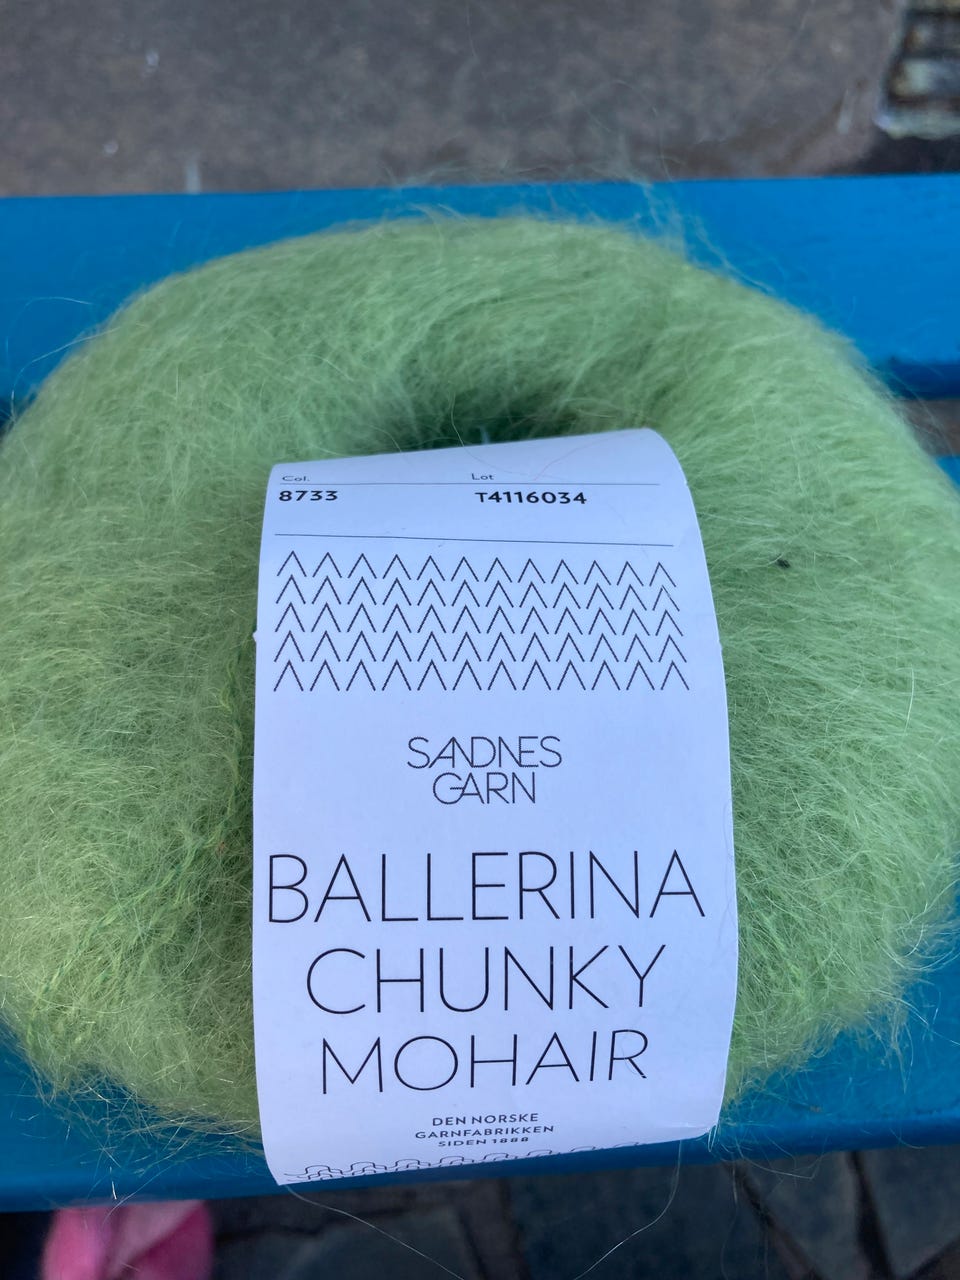 Col. Lot
8733 T4116034
SANDNES
GARN
BALLERINA
CHUNKY
MOHAIR
DEN NORSKE
GARNFABRIKKEN
SIDEN 1888